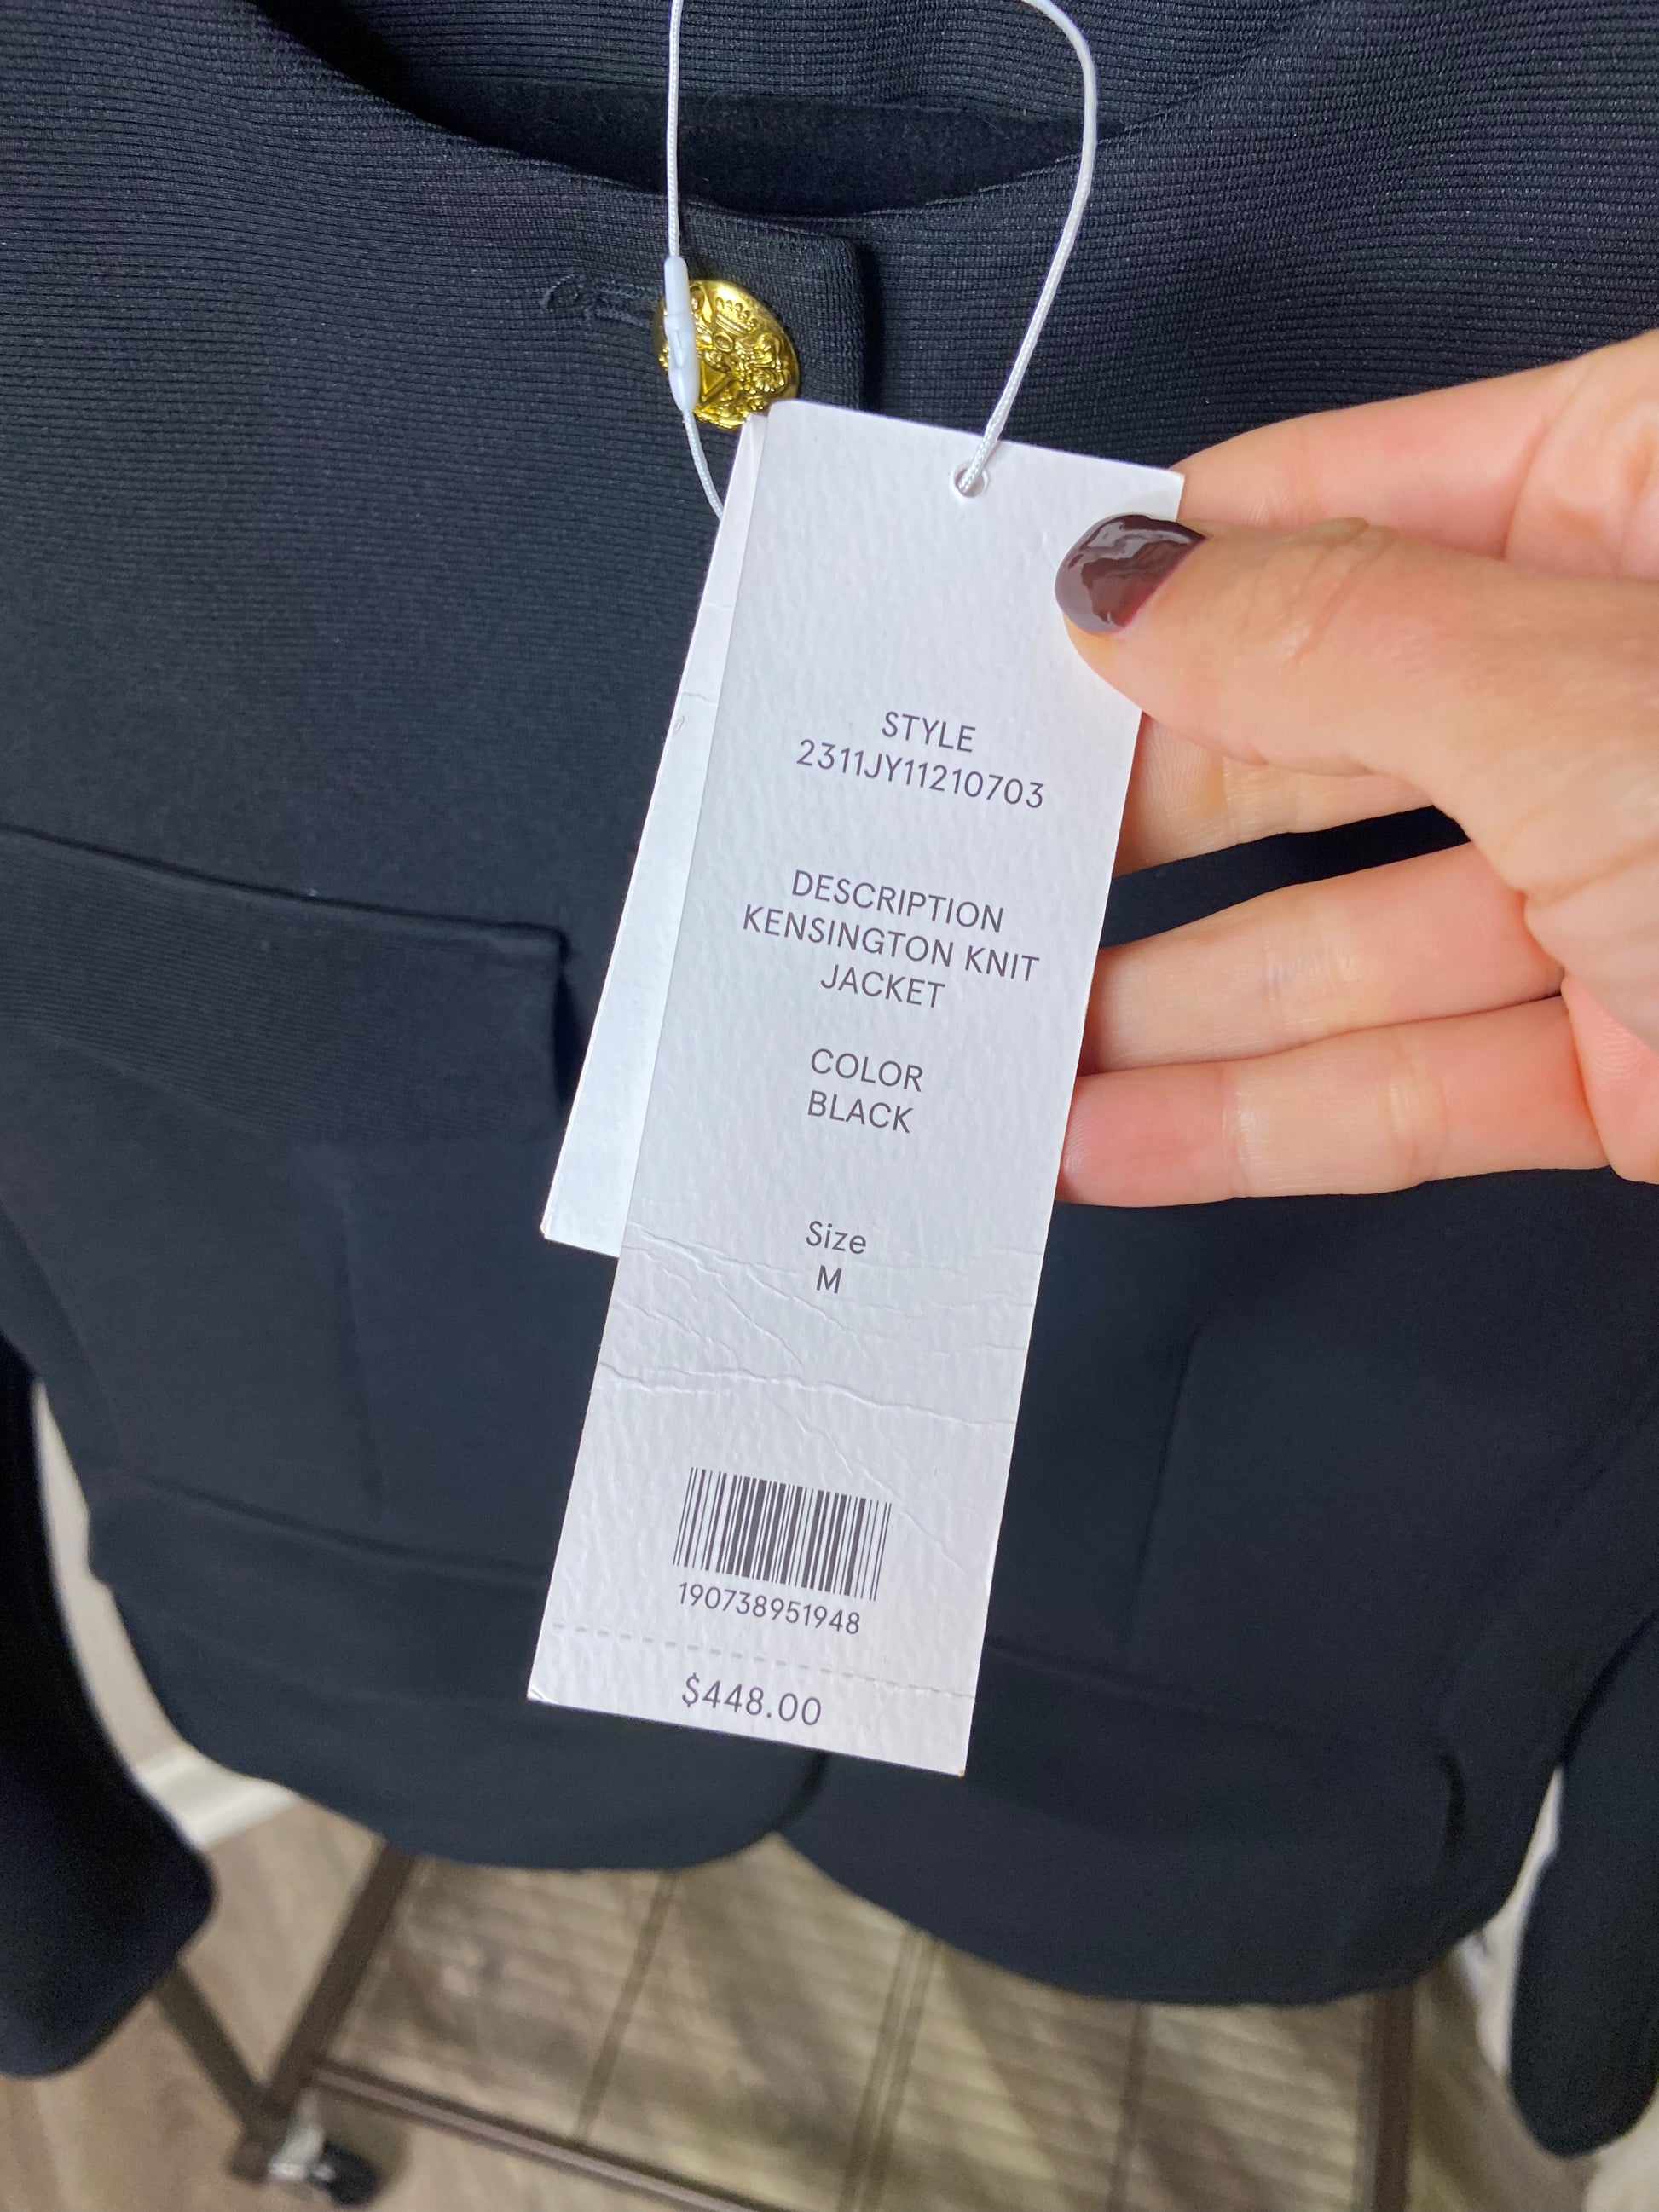 STYLE
2311JY11210703
DESCRIPTION
KENSINGTON KNIT
JACKET
COLOR
BLACK
Size
M
190738951948
$448.00